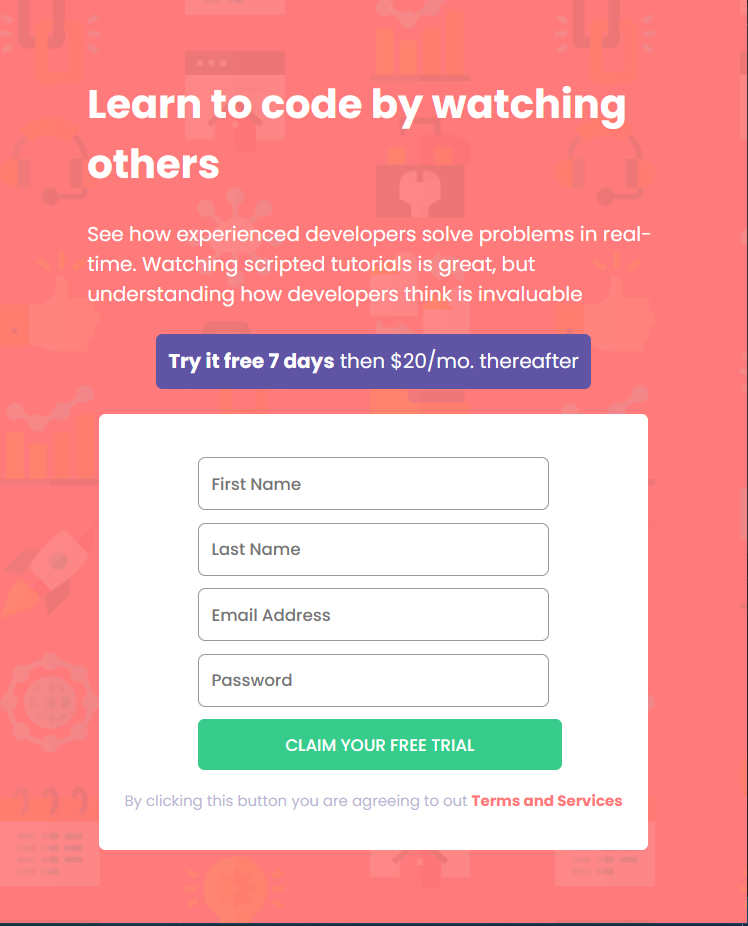 Learn to code by watching
others
See how experienced developers solve problems in real-
time. Watching scripted tutorials is great, but
understanding how developers think is invaluable
Try it free 7 days then $20/mo. thereafter
First Name
Last Name
Email Address
Password
CLAIM YOUR FREE TRIAL
By clicking this button you are agreeing to out Terms and Services